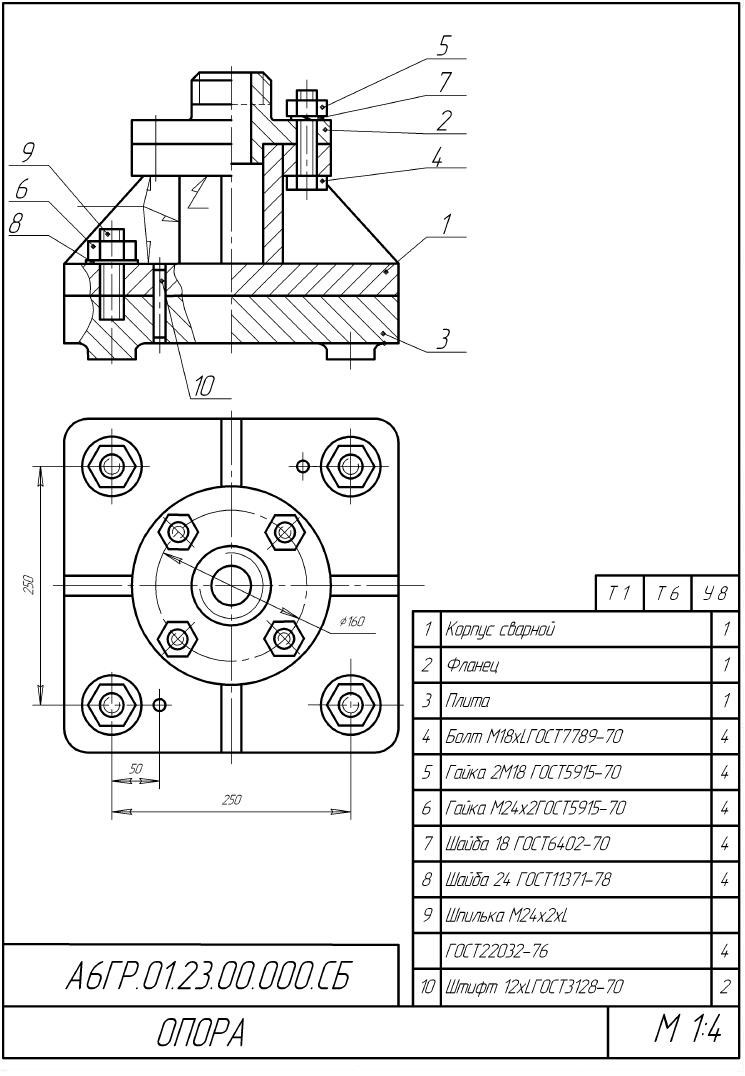 5
7
2
4
9
6
8
1
3
10
250
ø160
50
250
Т 1 Т 6 У 8
1 Корпус сварной 1
2 Фланец 1
3 Плита 1
4 Болт М18хLГОСТ7789-70 4
5 Гайка 2М18 ГОСТ5915-70 4
6 Гайка М24х2ГОСТ5915-70 4
7 Шайба 18 ГОСТ6402-70 4
8 Шайба 24 ГОСТ11371-78 4
9 Шпилька М24х2хL
ГОСТ22032-76 4
10 Штифт 12хLГОСТ3128-70 2
А6ГР.01.23.00.000.СБ
ОПОРА
М 1:4